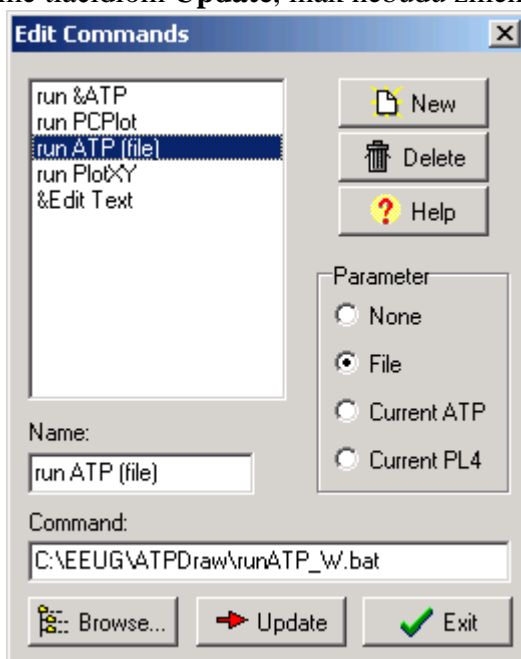 Update
Edit Commands
run &ATP
run PCPlot
run ATP (file)
run PlotXY
&Edit Text
New
Delete
Help
Parameter
None
File
Current ATP
Current PL4
Name:
run ATP (file)
Command:
C:\EEUG\ATPDraw\runATP_W.bat
Browse...
Update
Exit